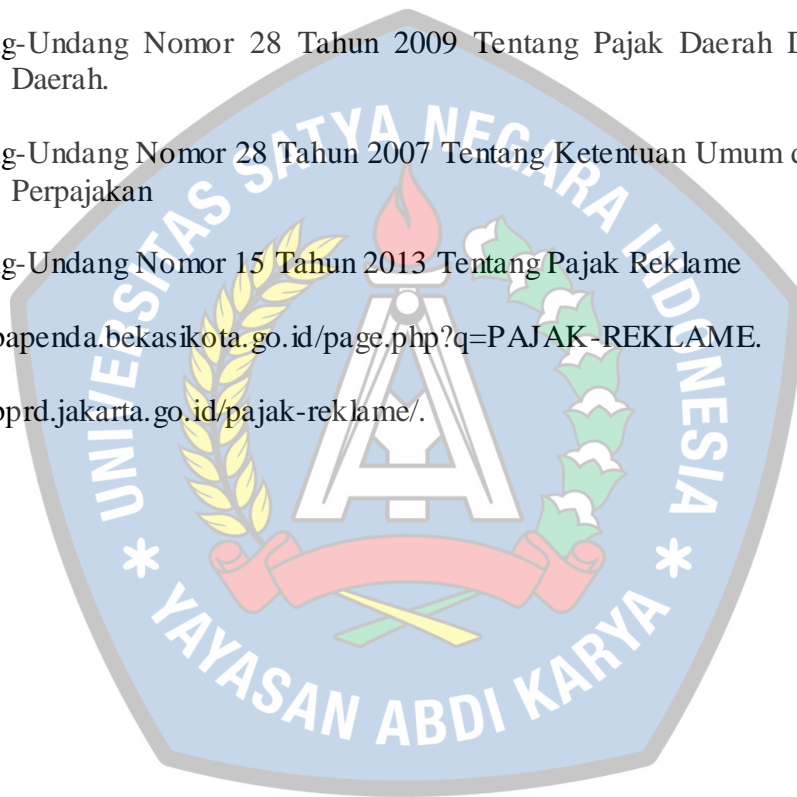 g-Undang Nomor 28 Tahun 2009 Tentang Pajak Daerah D
Daerah.
g-Undang Nomor 28 Tahun 2007 Tentang Ketentuan Umum d
Perpajakan
g-Undang Nomor 15 Tahun 2013 Tentang Pajak Reklame
bapenda.bekasikota.go.id/page.php?q=PAJAK-REKLAME.
pprd.jakarta.go.id/pajak-reklame/.
UNIVERSITAS SATYA NEGARA INDONESIA
* YAYASAN ABDI KARYA *